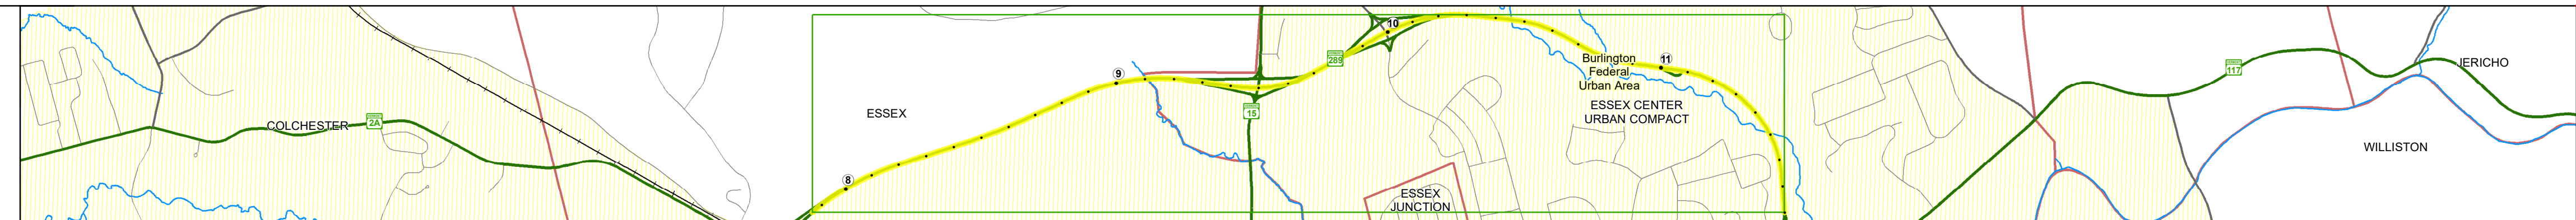 COLCHESTER
2A
8
ESSEX
9
15
289
10
Burlington
Federal
Urban Area
11
ESSEX CENTER
URBAN COMPACT
ESSEX
JUNCTION
117
JERICHO
WILLISTON